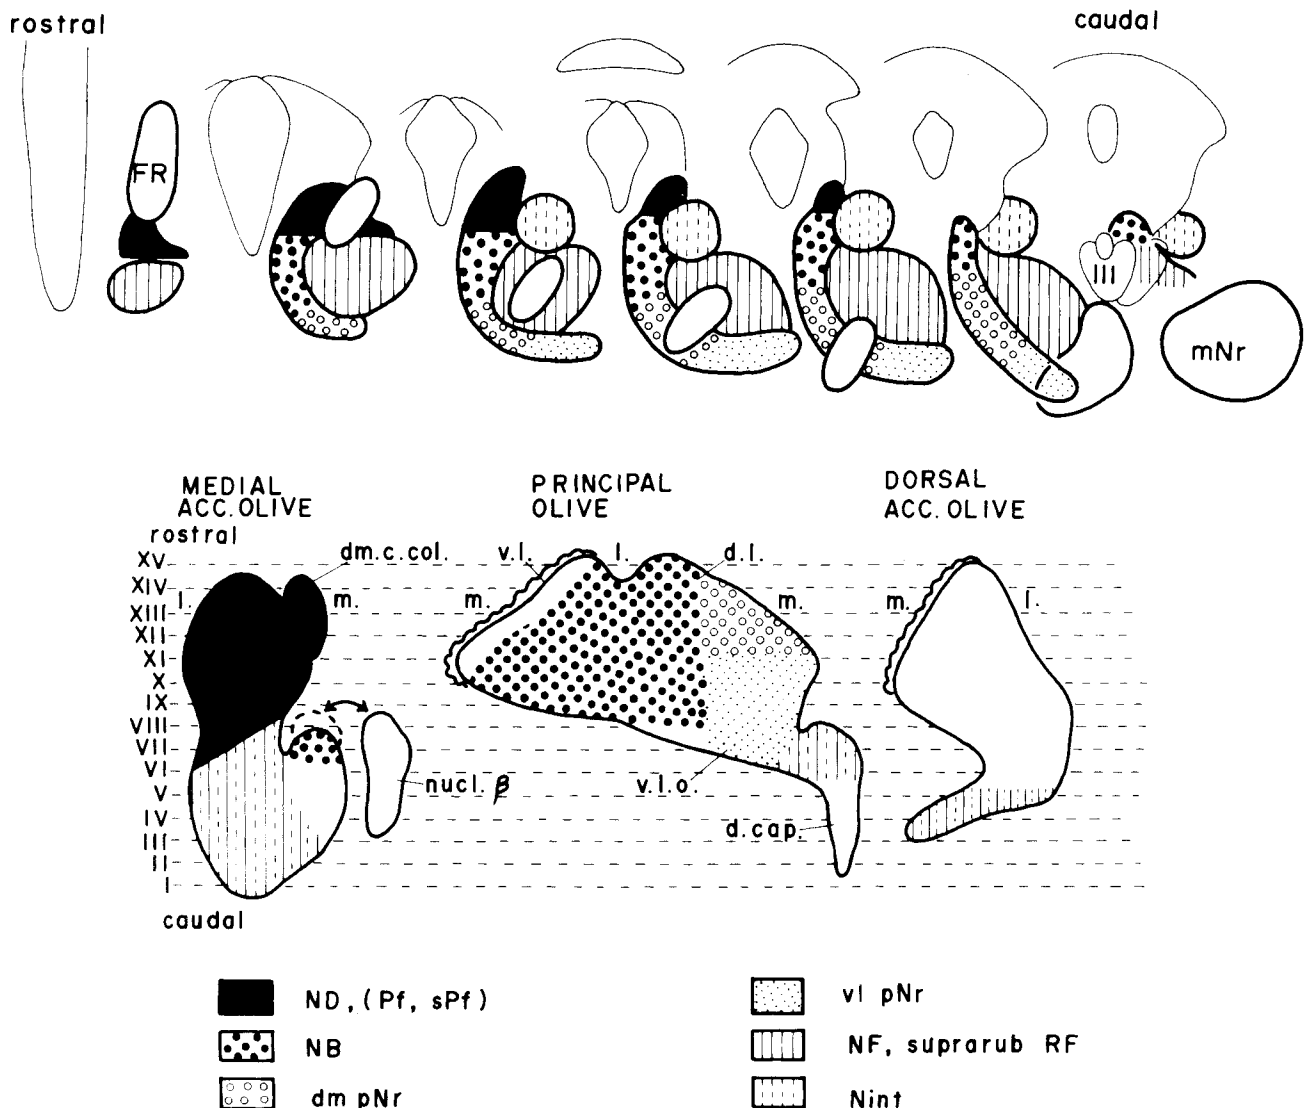 rostral
caudal
FR
III
mNr
MEDIAL
ACC. OLIVE
PRINCIPAL
OLIVE
DORSAL
ACC. OLIVE
rostral
dm.c.col.
v.l.
l.
d.l.
XV
XIV
l.
m.
m.
m.
m.
l.
XIII
XII
XI
X
IX
VIII
VII
VI
V
nucl. β
v.l.o.
IV
d.cap.
III
II
I
caudal
ND, (Pf, sPf)
vl pNr
NB
NF, suprarub RF
dm pNr
Nint